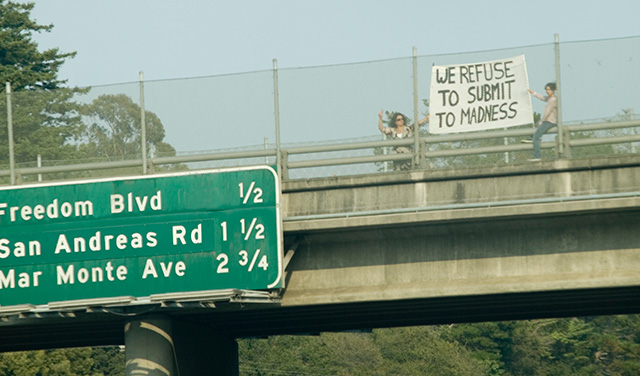 WE REFUSE
TO SUBMIT
TO MADNESS
Freedom Blvd 1/2
San Andreas Rd 1 1/2
Mar Monte Ave 2 3/4